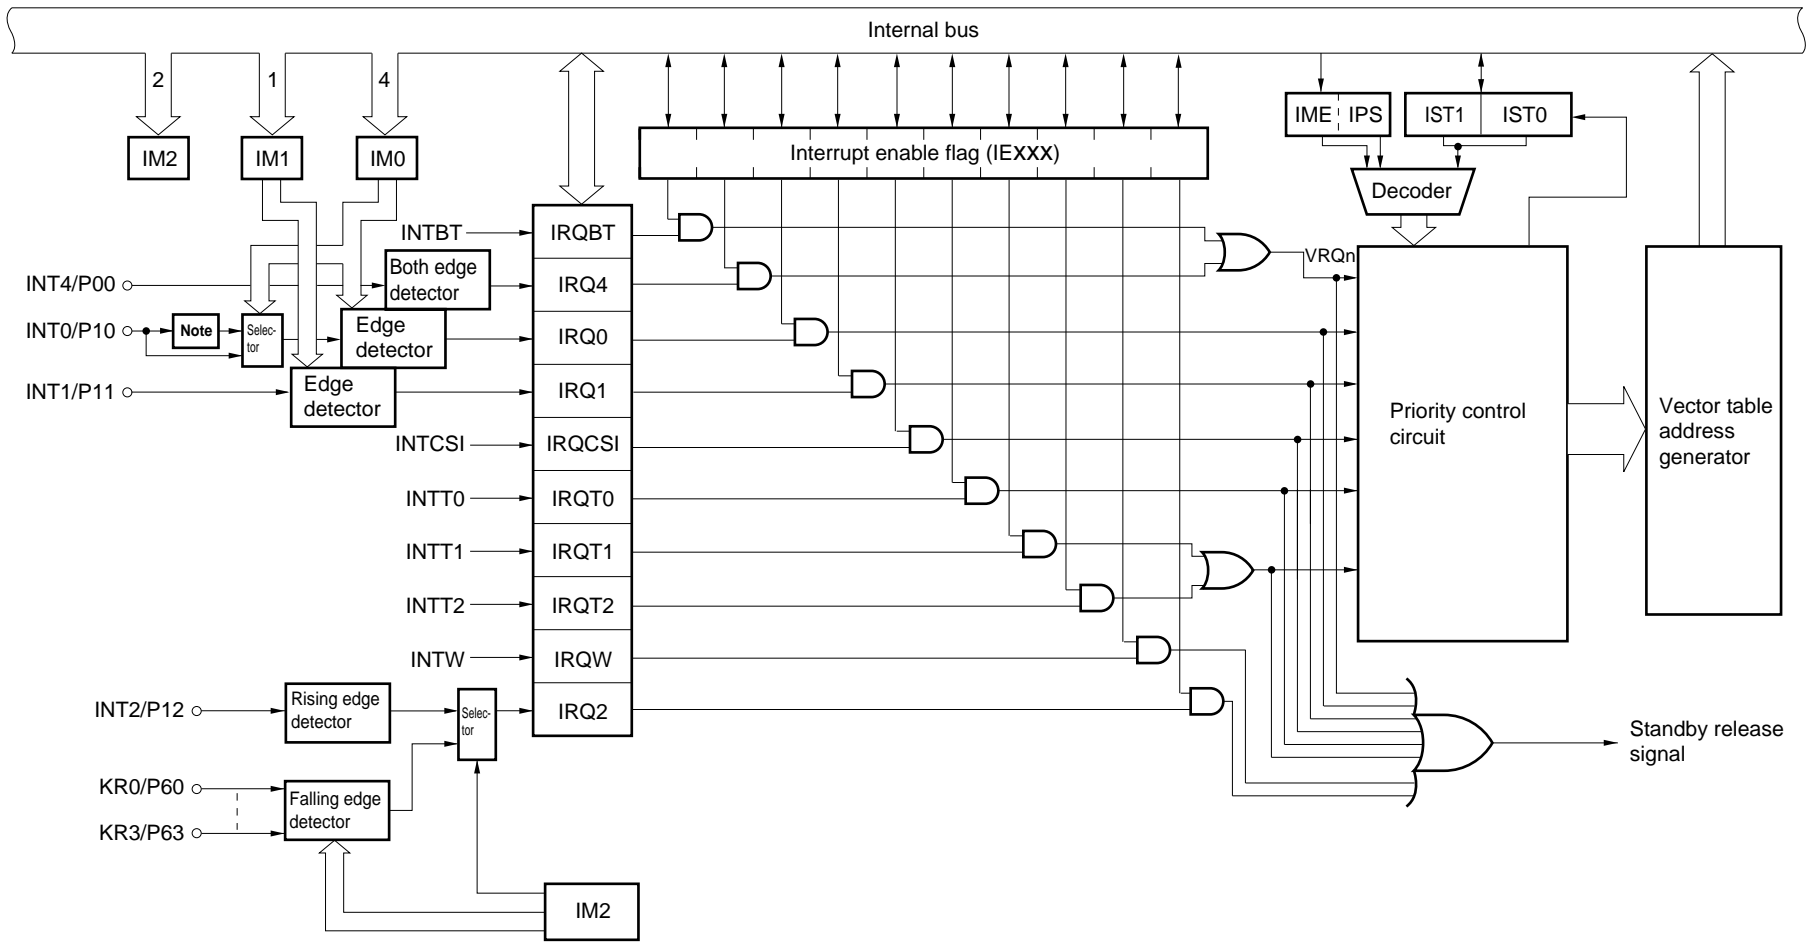 Internal bus
2
1
4
IM2
IM1
IM0
IME
IPS
IST1
IST0
Interrupt enable flag (IEXXX)
Decoder
INTBT
IRQBT
VRQn
INT4/P00
Both edge
detector
IRQ4
INT0/P10
Note
Selec-
tor
Edge
detector
IRQ0
INT1/P11
Edge
detector
IRQ1
Priority control
circuit
Vector table
address
generator
INTCSI
IRQCSI
INTT0
IRQT0
INTT1
IRQT1
INTT2
IRQT2
INTW
IRQW
INT2/P12
Rising edge
detector
Selec-
tor
IRQ2
Standby release
signal
KR0/P60
Falling edge
detector
KR3/P63
IM2